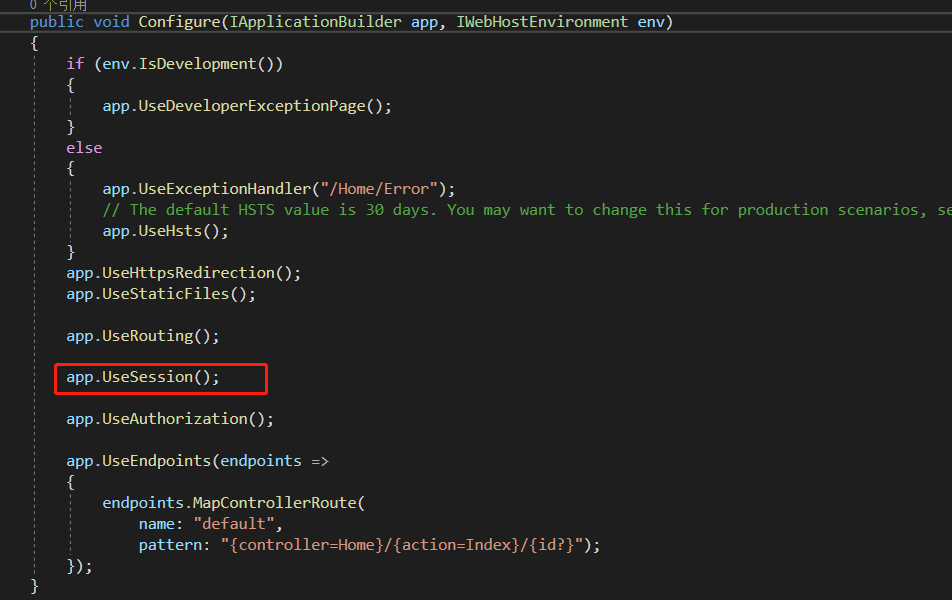 0 个引用
public void Configure(IApplicationBuilder app, IWebHostEnvironment env)
{
    if (env.IsDevelopment())
    {
        app.UseDeveloperExceptionPage();
    }
    else
    {
        app.UseExceptionHandler("/Home/Error");
        // The default HSTS value is 30 days. You may want to change this for production scenarios, se
        app.UseHsts();
    }
    app.UseHttpsRedirection();
    app.UseStaticFiles();
    app.UseRouting();
    app.UseSession();
    app.UseAuthorization();
    app.UseEndpoints(endpoints =>
    {
        endpoints.MapControllerRoute(
            name: "default",
            pattern: "{controller=Home}/{action=Index}/{id?}");
    });
}